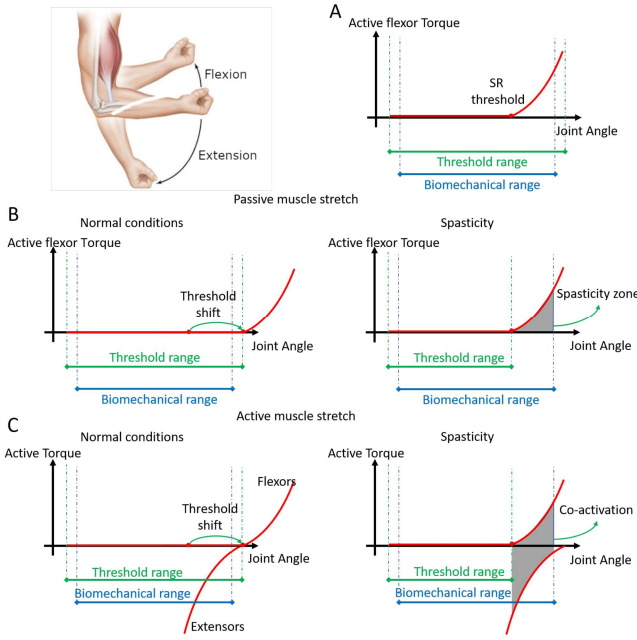 A
Active flexor Torque
Flexion
Extension
SR
threshold
Joint Angle
Threshold range
Biomechanical range
Passive muscle stretch
B
Normal conditions
Active flexor Torque
Threshold
shift
Joint Angle
Threshold range
Biomechanical range
Spasticity
Active flexor Torque
Spasticity zone
Joint Angle
Threshold range
Biomechanical range
Active muscle stretch
C
Normal conditions
Active Torque
Flexors
Threshold
shift
Joint Angle
Threshold range
Biomechanical range
Extensors
Spasticity
Active Torque
Co-activation
Joint Angle
Threshold range
Biomechanical range